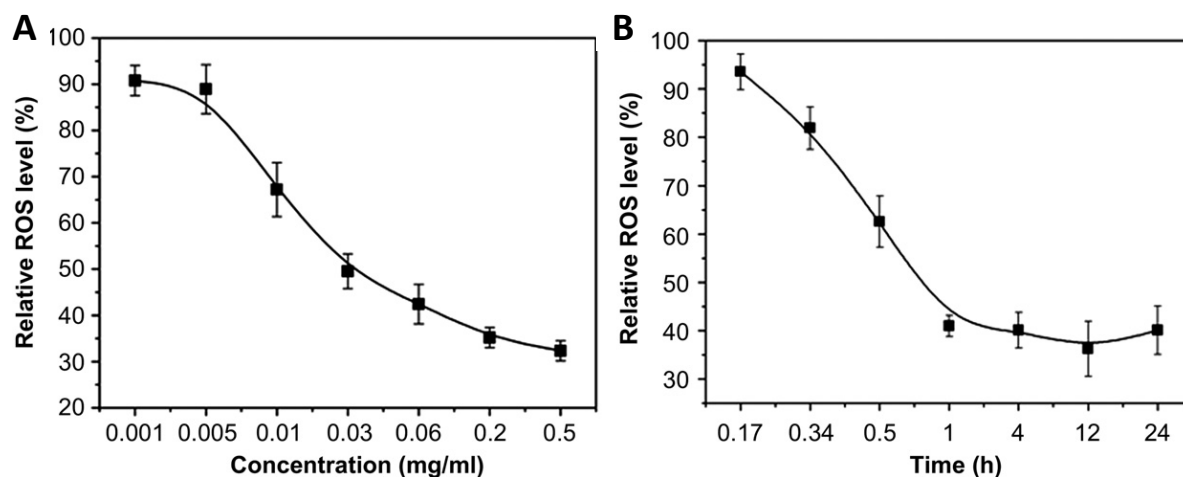 A
Relative ROS level (%)
100
90
80
70
60
50
40
30
20
0.001 0.005 0.01 0.03 0.06 0.2 0.5
Concentration (mg/ml)
B
Relative ROS level (%)
100
90
80
70
60
50
40
30
0.17 0.34 0.5 1 4 12 24
Time (h)